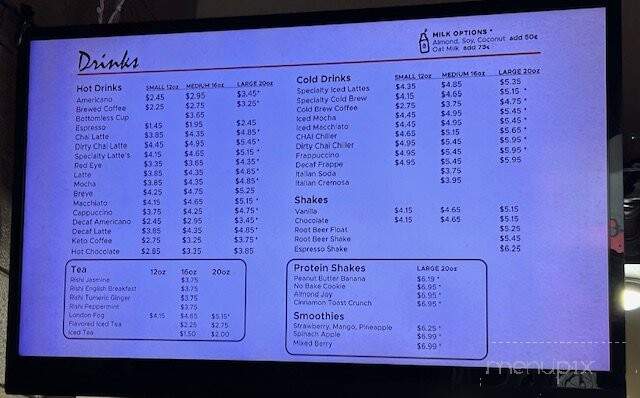 Drinks
MILK OPTIONS *
Almond, Soy, Coconut add 50¢
Oat Milk add 75¢
Hot Drinks SMALL 12oz MEDIUM 16oz LARGE 20oz
Americano $2.45 $2.95 $3.45*
Brewed Coffee $2.25 $2.75 $3.25*
Bottomless Cup $3.65
Espresso $1.45 $1.95 $2.45
Chai Latte $3.85 $4.35 $4.85*
Dirty Chai Latte $4.45 $4.95 $5.45*
Specialty Latte's $4.15 $4.65 $5.15*
Red Eye $3.35 $3.85 $4.35*
Latte $3.85 $4.35 $4.85*
Mocha $3.85 $4.35 $4.85*
Breve $4.25 $4.75 $5.25
Macchiato $4.15 $4.65 $5.15*
Cappuccino $3.75 $4.25 $4.75*
Decaf Americano $2.45 $2.95 $3.45*
Decaf Latte $3.85 $4.35 $4.85*
Keto Coffee $2.75 $3.25 $3.75*
Hot Chocolate $2.85 $3.35 $3.85
Tea 12oz 16oz 20oz
Rishi Jasmine $3.75
Rishi English Breakfast $3.75
Rishi Tumeric Ginger $3.75
Rishi Peppermint $3.75
London Fog $4.15 $4.65 $5.15*
Flavored Iced Tea $2.25 $2.75
Iced Tea $1.50 $2.00
Cold Drinks SMALL 12oz MEDIUM 16oz LARGE 20oz
Specialty Iced Lattes $4.35 $4.85 $5.35
Specialty Cold Brew $4.15 $4.65 $5.15*
Cold Brew Coffee $2.75 $3.75 $4.75*
Iced Mocha $4.45 $4.95 $5.45*
Iced Macchiato $4.45 $4.95 $5.45*
CHAI Chiller $4.65 $5.15 $5.65*
Dirty Chai Chiller $4.95 $5.45 $5.95*
Frappuccino $4.95 $5.45 $5.95*
Decaf Frappe $4.95 $5.45 $5.95
Italian Soda $3.75
Italian Cremosa $3.95
Shakes
Vanilla $4.15 $4.65 $5.15
Chocolate $4.15 $4.65 $5.15
Root Beer Float $5.25
Root Beer Shake $5.45
Espresso Shake $6.25
Protein Shakes LARGE 20oz
Peanut Butter Banana $6.19*
No Bake Cookie $6.95*
Almond Joy $6.95*
Cinnamon Toast Crunch $6.95*
Smoothies
Strawberry, Mango, Pineapple $6.25*
Spinach Apple $6.99*
Mixed Berry $6.99*
menupix